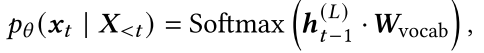 p_θ(x_t | X_{<t}) = Softmax(h_{t−1}^{(L)} · W_vocab),